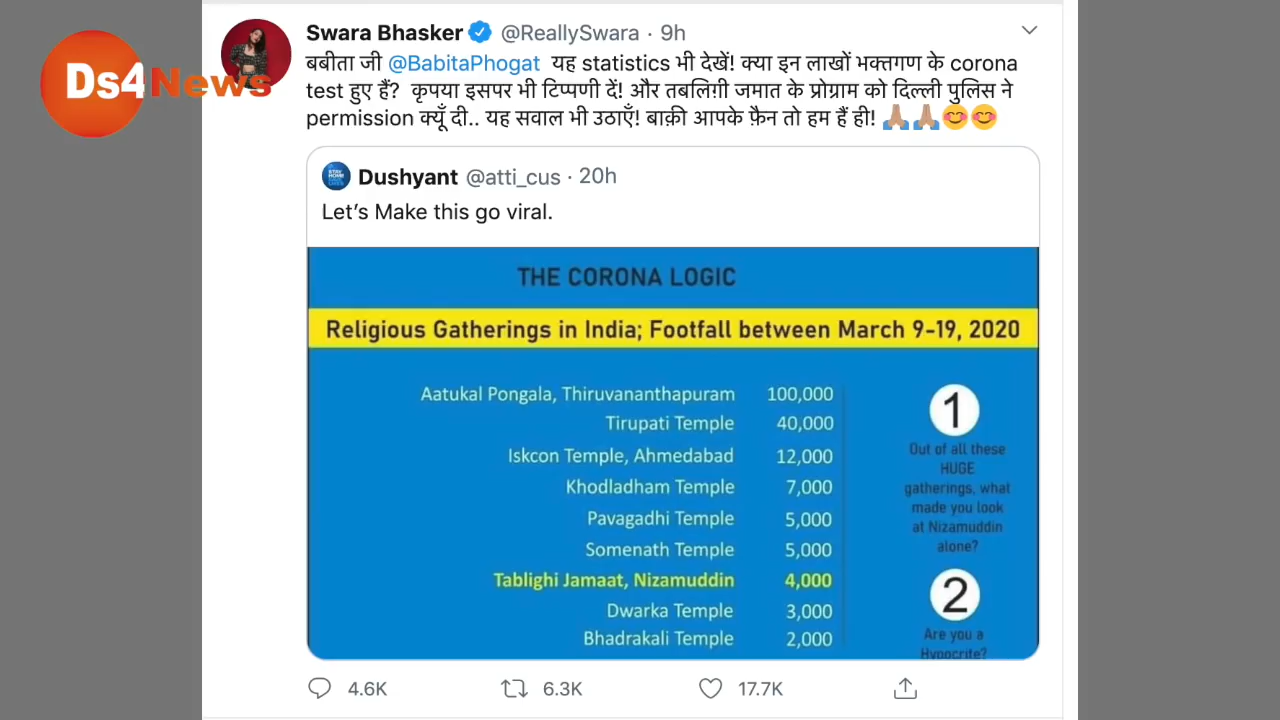 Ds4News
Swara Bhasker @ReallySwara · 9h
बबीता जी @BabitaPhogat यह statistics भी देखें! क्या इन लाखों भक्तगण के corona
test हुए हैं? कृपया इसपर भी टिप्पणी दें! और तबलिग़ी जमात के प्रोग्राम को दिल्ली पुलिस ने
permission क्यूँ दी.. यह सवाल भी उठाएँ! बाक़ी आपके फ़ैन तो हम हैं ही! 🙏🏽🙏🏽😊😊
Dushyant @atti_cus · 20h
Let's Make this go viral.
THE CORONA LOGIC
Religious Gatherings in India; Footfall between March 9-19, 2020
Aatukal Pongala, Thiruvananthapuram 100,000
Tirupati Temple 40,000
Iskcon Temple, Ahmedabad 12,000
Khodladham Temple 7,000
Pavagadhi Temple 5,000
Somenath Temple 5,000
Tablighi Jamaat, Nizamuddin 4,000
Dwarka Temple 3,000
Bhadrakali Temple 2,000
1
Out of all these
HUGE
gatherings, what
made you look
at Nizamuddin
alone?
2
Are you a
Hypocrite?
4.6K 6.3K 17.7K